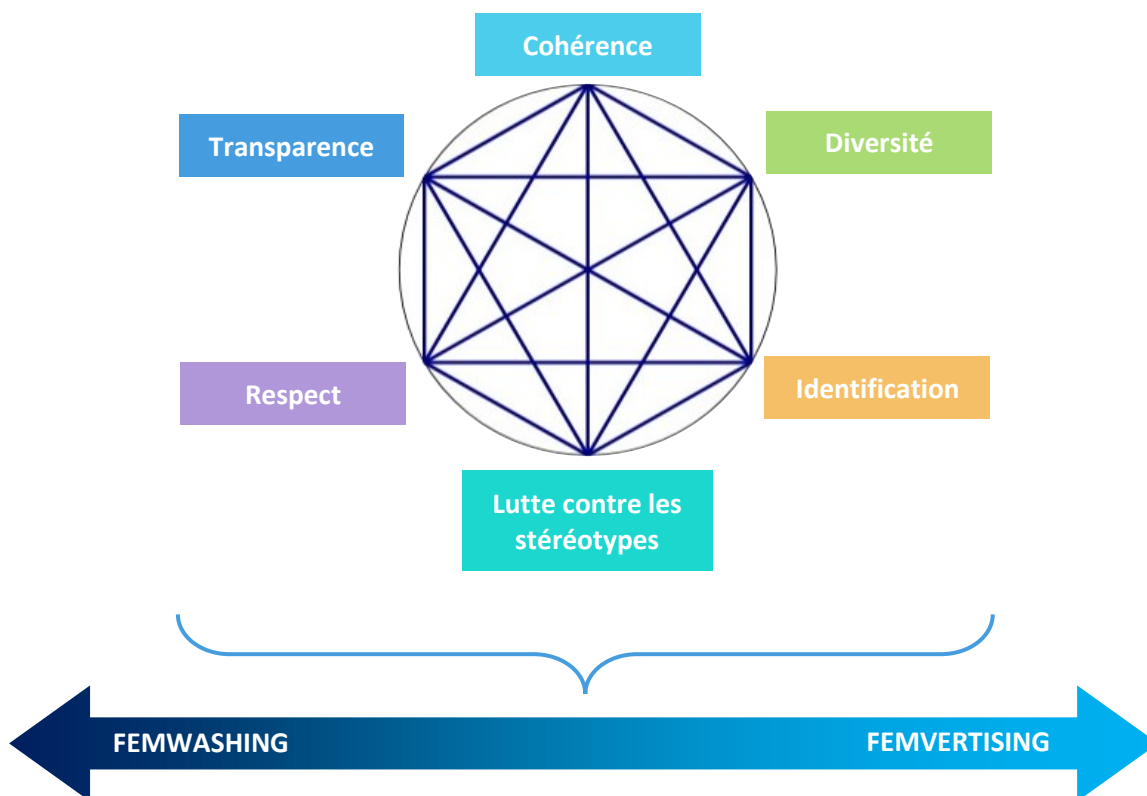 Cohérence
Transparence
Diversité
Respect
Identification
Lutte contre les
stéréotypes
FEMWASHING
FEMVERTISING